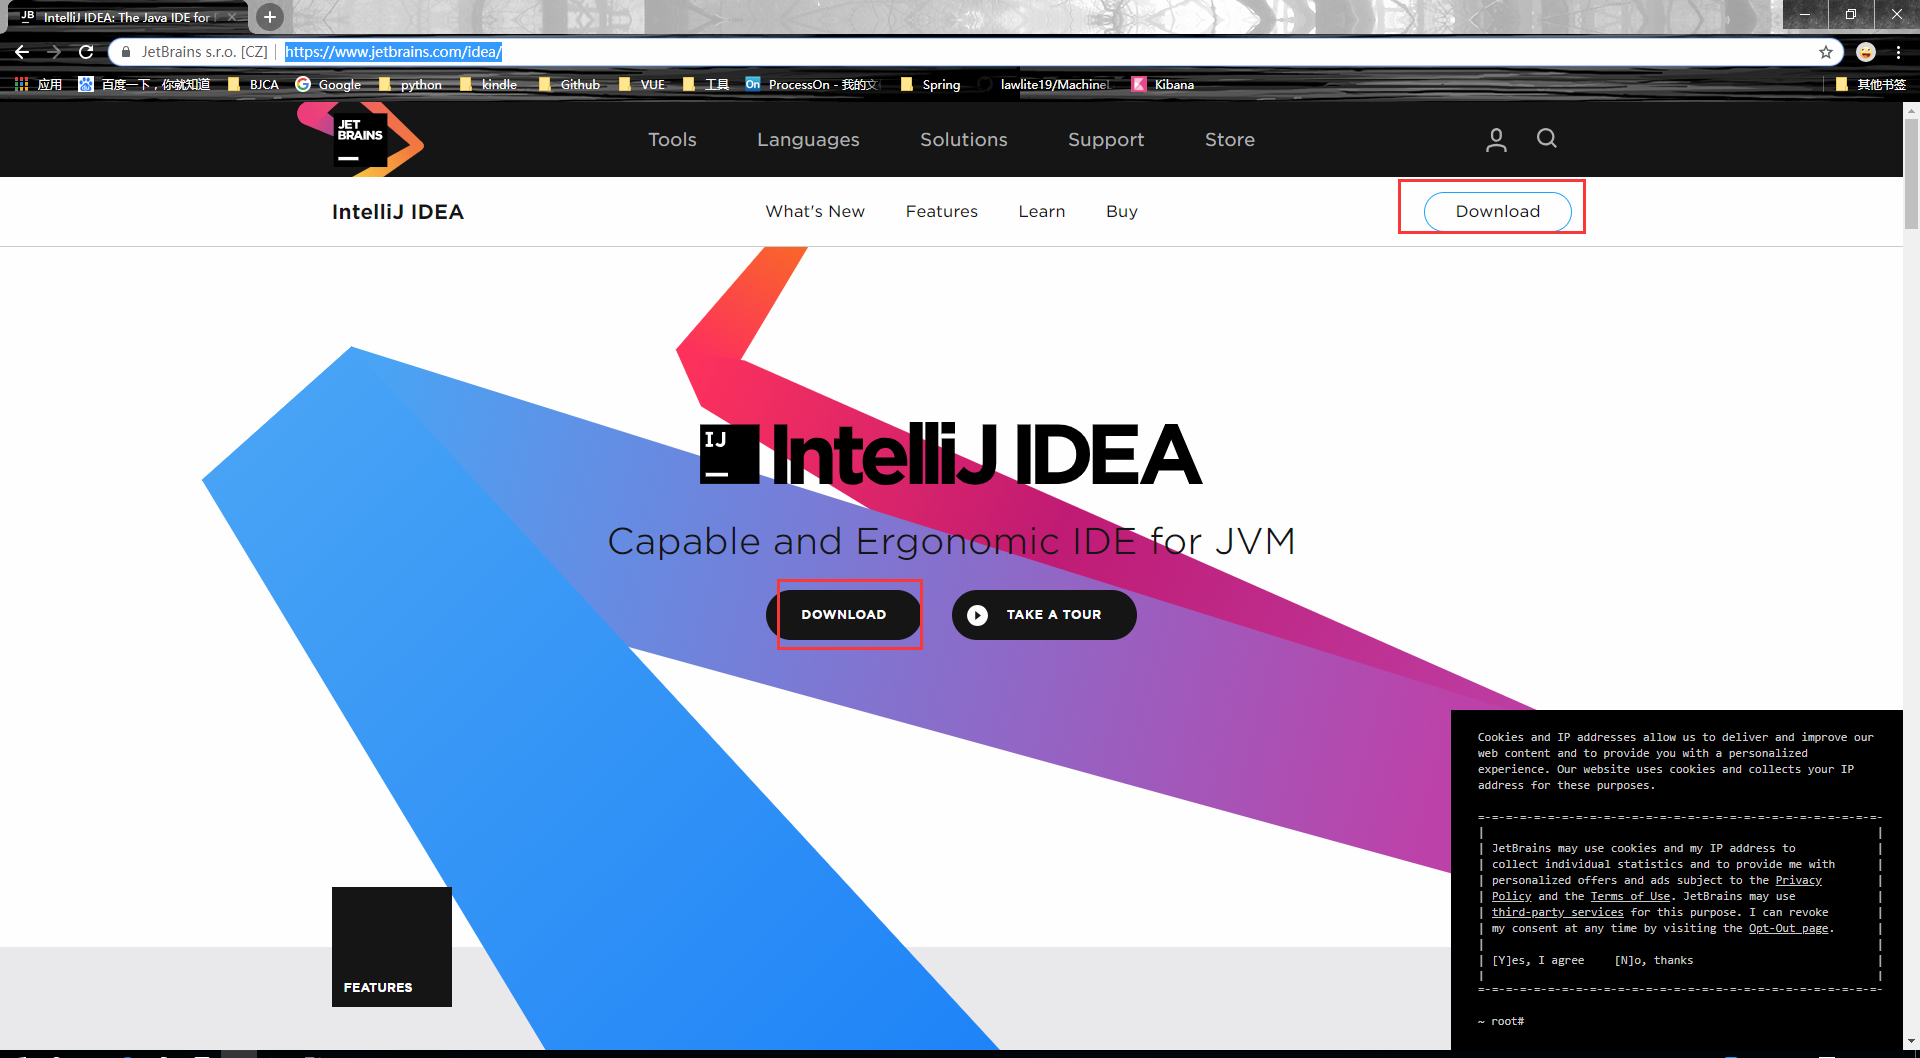 JB IntelliJ IDEA: The Java IDE for
JetBrains s.r.o. [CZ] | https://www.jetbrains.com/idea/
应用 百度一下，你就知道 BJCA Google python kindle Github VUE 工具 On ProcessOn - 我的文 Spring lawlite19/Machine Kibana 其他书签
JET
BRAINS
Tools Languages Solutions Support Store
IntelliJ IDEA What's New Features Learn Buy Download
IJ IntelliJ IDEA
Capable and Ergonomic IDE for JVM
DOWNLOAD TAKE A TOUR
FEATURES
Cookies and IP addresses allow us to deliver and improve our
web content and to provide you with a personalized
experience. Our website uses cookies and collects your IP
address for these purposes.
JetBrains may use cookies and my IP address to
collect individual statistics and to provide me with
personalized offers and ads subject to the Privacy
Policy and the Terms of Use. JetBrains may use
third-party services for this purpose. I can revoke
my consent at any time by visiting the Opt-Out page.
[Y]es, I agree [N]o, thanks
~ root#